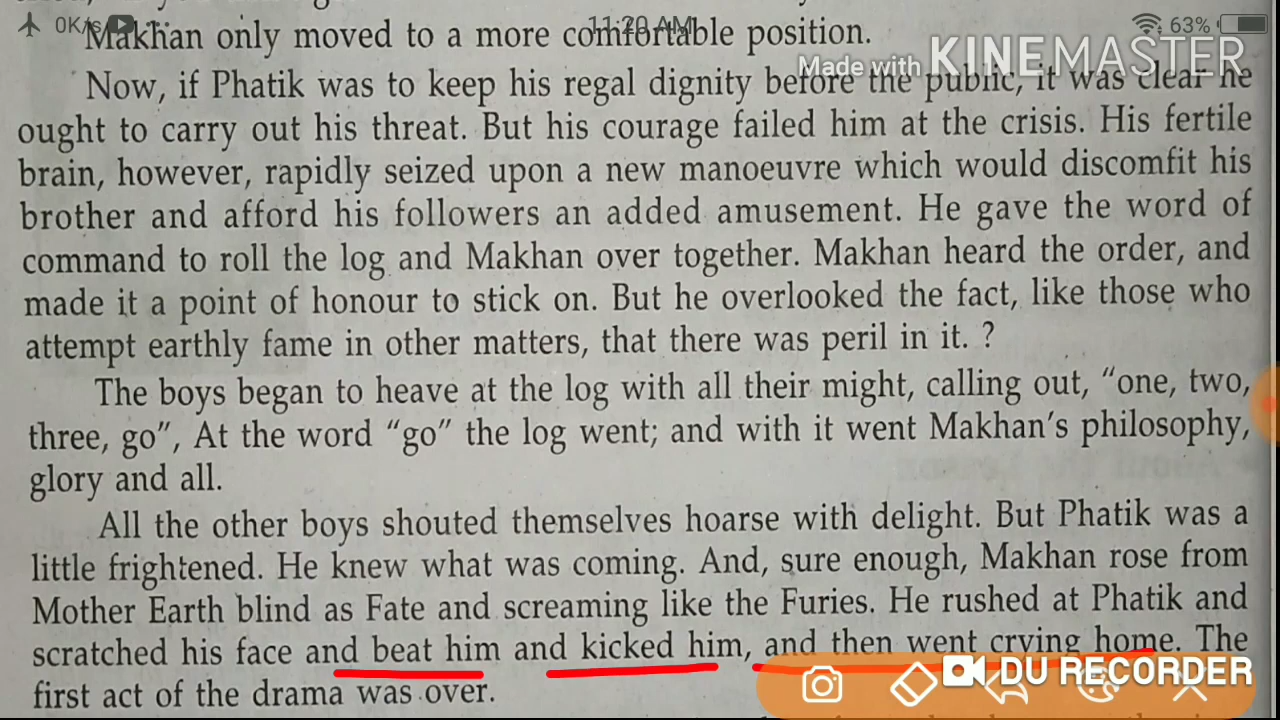 Makhan only moved to a more comfortable position.
0K/s 11:20 AM 63%
Made with KINEMASTER
Now, if Phatik was to keep his regal dignity before the public, it was clear he
ought to carry out his threat. But his courage failed him at the crisis. His fertile
brain, however, rapidly seized upon a new manoeuvre which would discomfit his
brother and afford his followers an added amusement. He gave the word of
command to roll the log and Makhan over together. Makhan heard the order, and
made it a point of honour to stick on. But he overlooked the fact, like those who
attempt earthly fame in other matters, that there was peril in it. ?
The boys began to heave at the log with all their might, calling out, “one, two,
three, go”, At the word “go” the log went; and with it went Makhan’s philosophy,
glory and all.
All the other boys shouted themselves hoarse with delight. But Phatik was a
little frightened. He knew what was coming. And, sure enough, Makhan rose from
Mother Earth blind as Fate and screaming like the Furies. He rushed at Phatik and
scratched his face and beat him and kicked him, and then went crying home. The
first act of the drama was over.
DU RECORDER